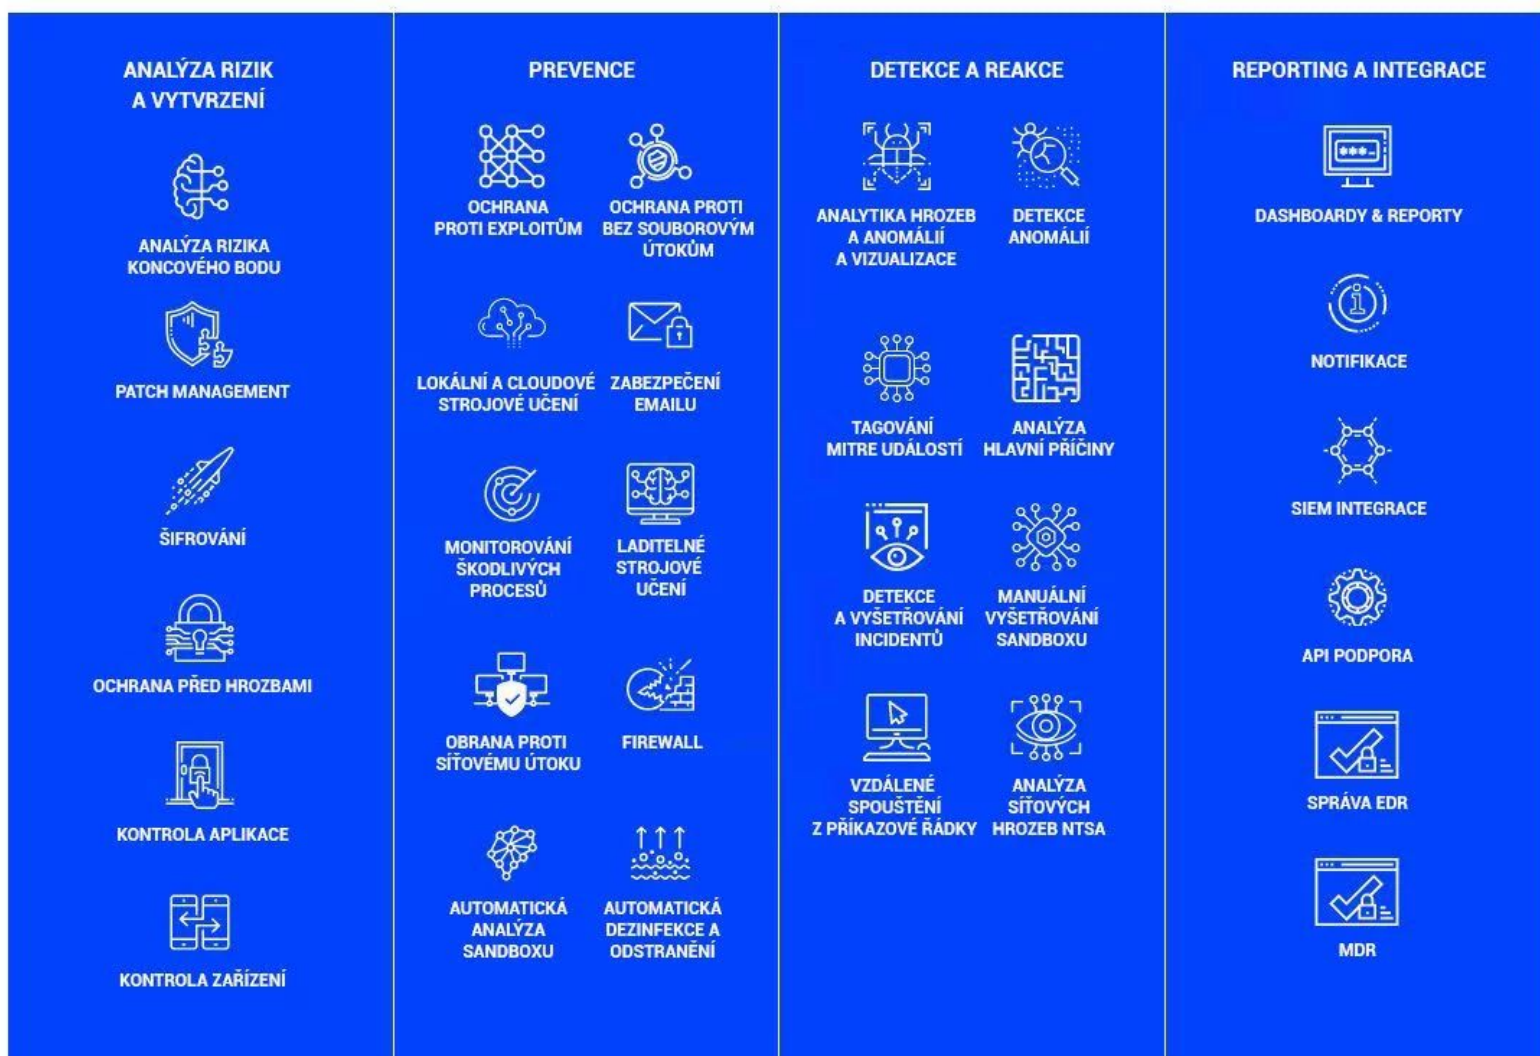 ANALÝZA RIZIK
A VYTVRZENÍ
ANALÝZA RIZIKA
KONCOVÉHO BODU
PATCH MANAGEMENT
ŠIFROVÁNÍ
OCHRANA PŘED HROZBAMI
KONTROLA APLIKACE
KONTROLA ZAŘÍZENÍ
PREVENCE
OCHRANA
PROTI EXPLOITŮM
OCHRANA PROTI
BEZ SOUBOROVÝM
ÚTOKŮM
LOKÁLNÍ A CLOUDOVÉ
STROJOVÉ UČENÍ
ZABEZPEČENÍ
EMAILU
MONITOROVÁNÍ
ŠKODLIVÝCH
PROCESŮ
LADITELNÉ
STROJOVÉ
UČENÍ
OBRANA PROTI
SÍŤOVÉMU ÚTOKU
FIREWALL
AUTOMATICKÁ
ANALÝZA
SANDBOXU
AUTOMATICKÁ
DEZINFEKCE A
ODSTRANĚNÍ
DETEKCE A REAKCE
ANALYTIKA HROZEB
A ANOMÁLIÍ
A VIZUALIZACE
DETEKCE
ANOMÁLIÍ
TAGOVÁNÍ
MITRE UDÁLOSTÍ
ANALÝZA
HLAVNÍ PŘÍČINY
DETEKCE
A VYŠETŘOVÁNÍ
INCIDENTŮ
MANUÁLNÍ
VYŠETŘOVÁNÍ
SANDBOXU
VZDÁLENÉ
SPOUŠTĚNÍ
Z PŘÍKAZOVÉ ŘÁDKY
ANALÝZA
SÍŤOVÝCH
HROZEB NTSA
REPORTING A INTEGRACE
***_
DASHBOARDY & REPORTY
i
NOTIFIKACE
SIEM INTEGRACE
API PODPORA
SPRÁVA EDR
MDR